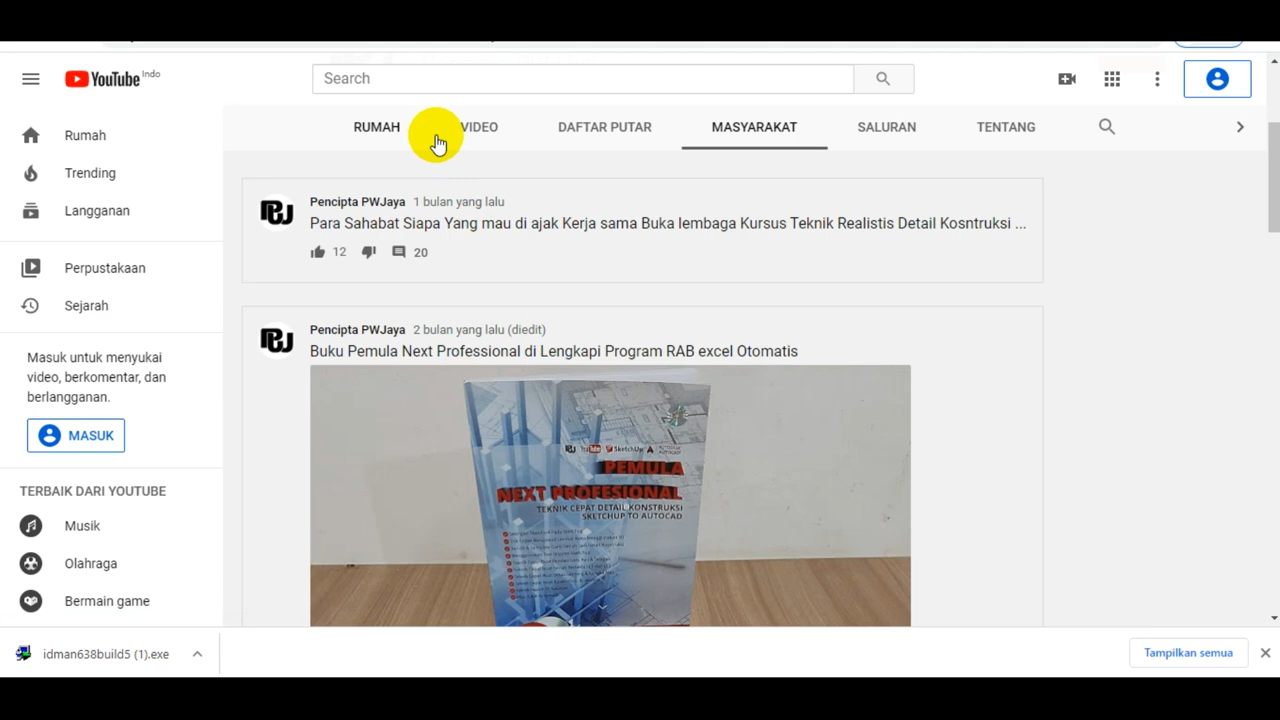 YouTube Indo
Search
RUMAH
VIDEO
DAFTAR PUTAR
MASYARAKAT
SALURAN
TENTANG
Rumah
Trending
Langganan
Perpustakaan
Sejarah
Masuk untuk menyukai
video, berkomentar, dan
berlangganan.
MASUK
TERBAIK DARI YOUTUBE
Musik
Olahraga
Bermain game
Pencipta PWJaya 1 bulan yang lalu
Para Sahabat Siapa Yang mau di ajak Kerja sama Buka lembaga Kursus Teknik Realistis Detail Kosntruksi ...
12
20
Pencipta PWJaya 2 bulan yang lalu (diedit)
Buku Pemula Next Professional di Lengkapi Program RAB excel Otomatis
YouTube SketchUp
PEMULA
NEXT PROFESIONAL
TEKNIK CEPAT DETAIL KONSTRUKSI
SKETCHUP TO AUTOCAD
idman638build5 (1).exe
Tampilkan semua